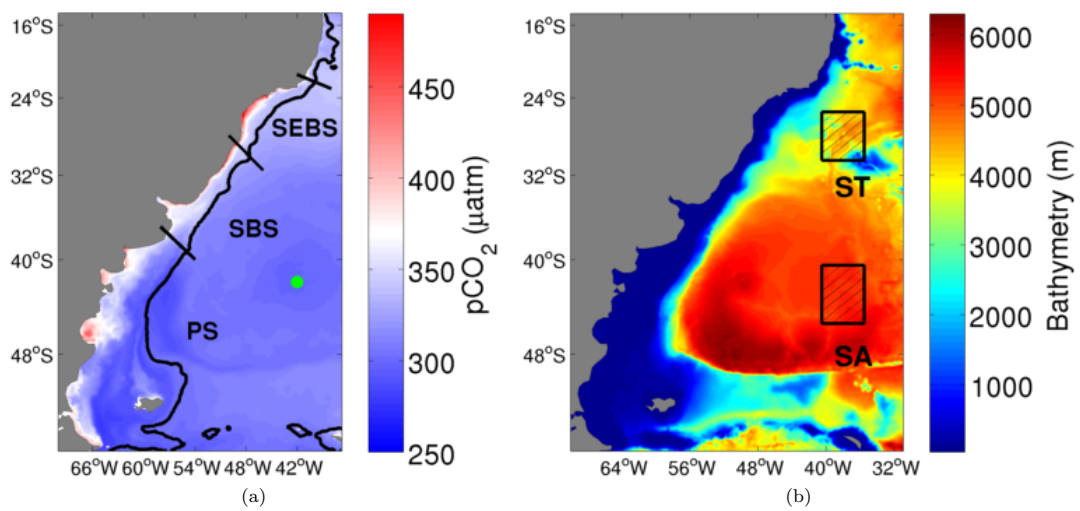 16°S
24°S
32°S
40°S
48°S
66°W 60°W 54°W 48°W 42°W
SEBS
SBS
PS
450
400
350
300
250
pCO2 (µatm)
(a)
16°S
24°S
32°S
40°S
48°S
64°W 56°W 48°W 40°W 32°W
ST
SA
6000
5000
4000
3000
2000
1000
Bathymetry (m)
(b)